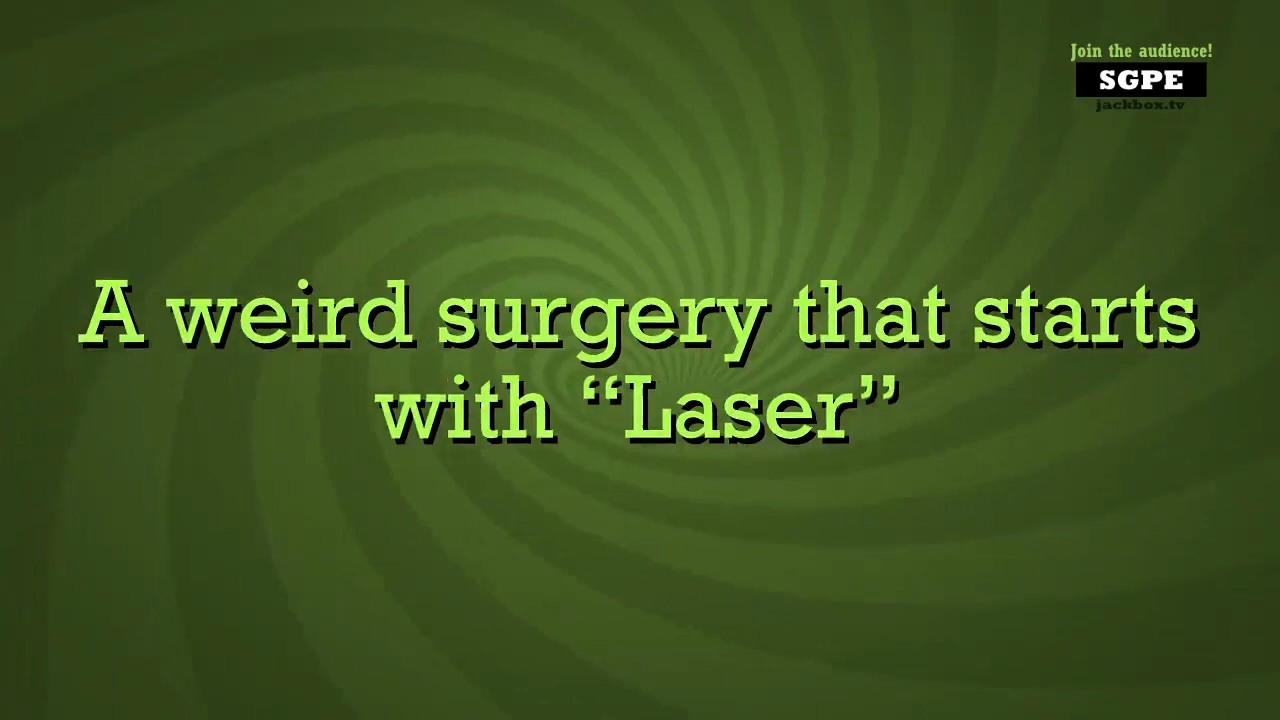 Join the audience!
SGPE
jackbox.tv
A weird surgery that starts
with “Laser”